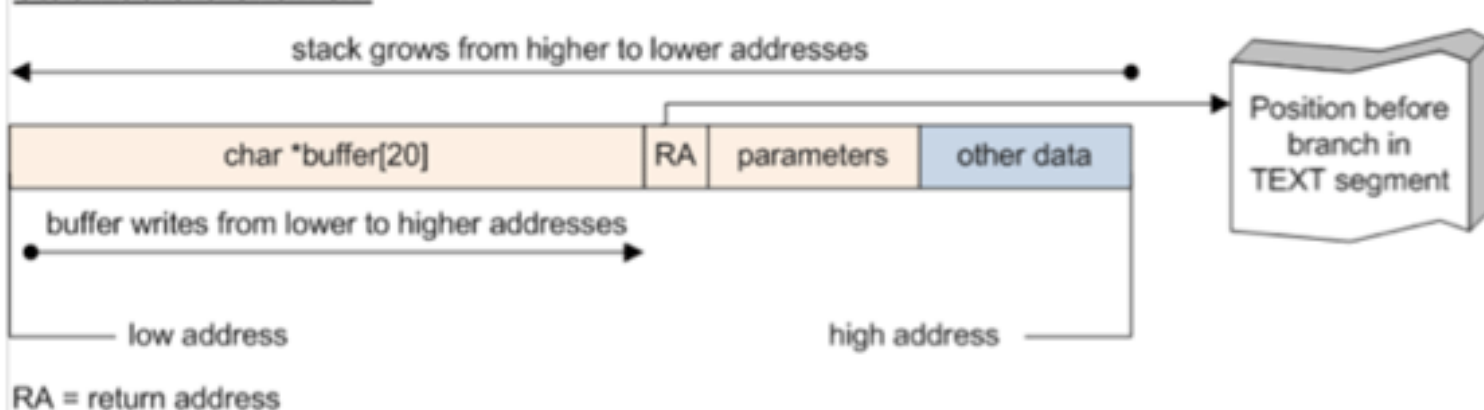 stack grows from higher to lower addresses
char *buffer[20]
RA
parameters
other data
Position before
branch in
TEXT segment
buffer writes from lower to higher addresses
low address
high address
RA = return address